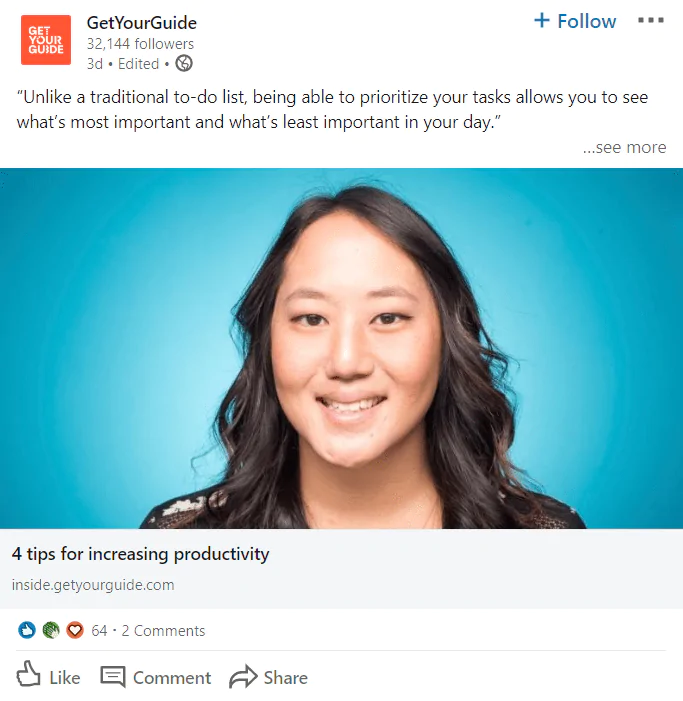 GET
YOUR
GUIDE
GetYourGuide
+ Follow
32,144 followers
3d • Edited •
“Unlike a traditional to-do list, being able to prioritize your tasks allows you to see
what’s most important and what’s least important in your day.”
...see more
4 tips for increasing productivity
inside.getyourguide.com
64 · 2 Comments
Like
Comment
Share